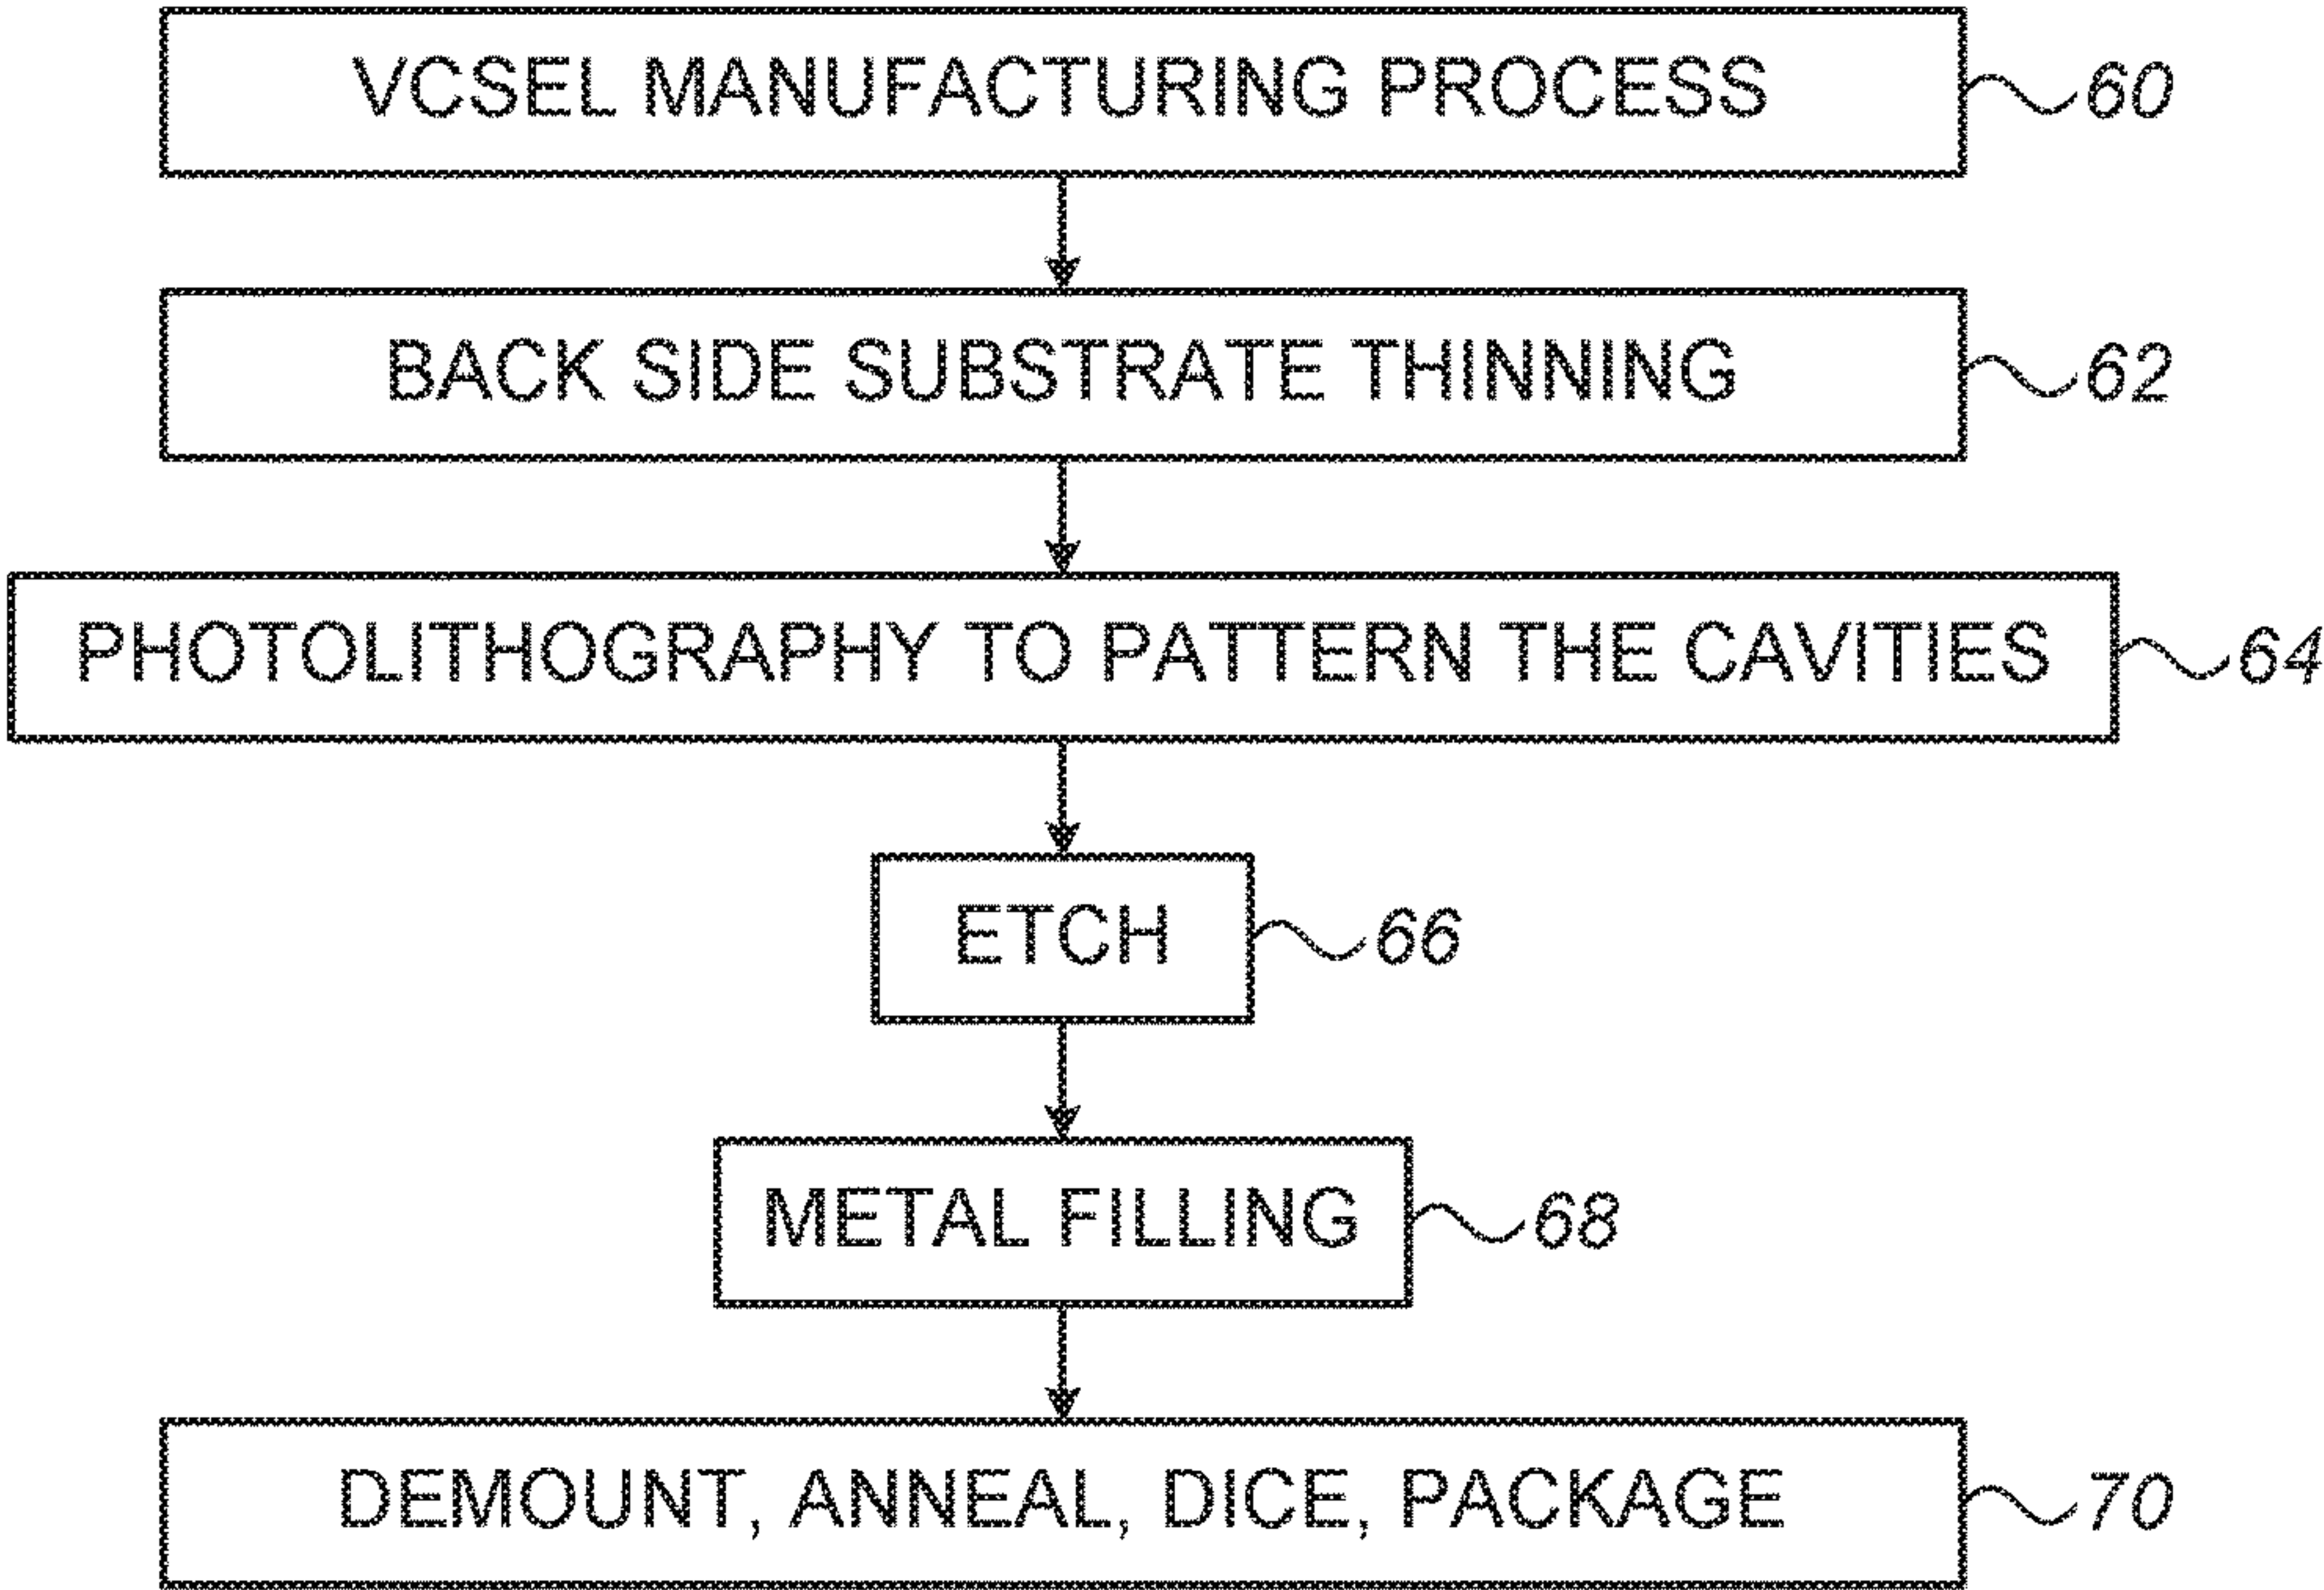 VCSEL MANUFACTURING PROCESS 60
BACK SIDE SUBSTRATE THINNING 62
PHOTOLITHOGRAPHY TO PATTERN THE CAVITIES 64
ETCH 66
METAL FILLING 68
DEMOUNT, ANNEAL, DICE, PACKAGE 70